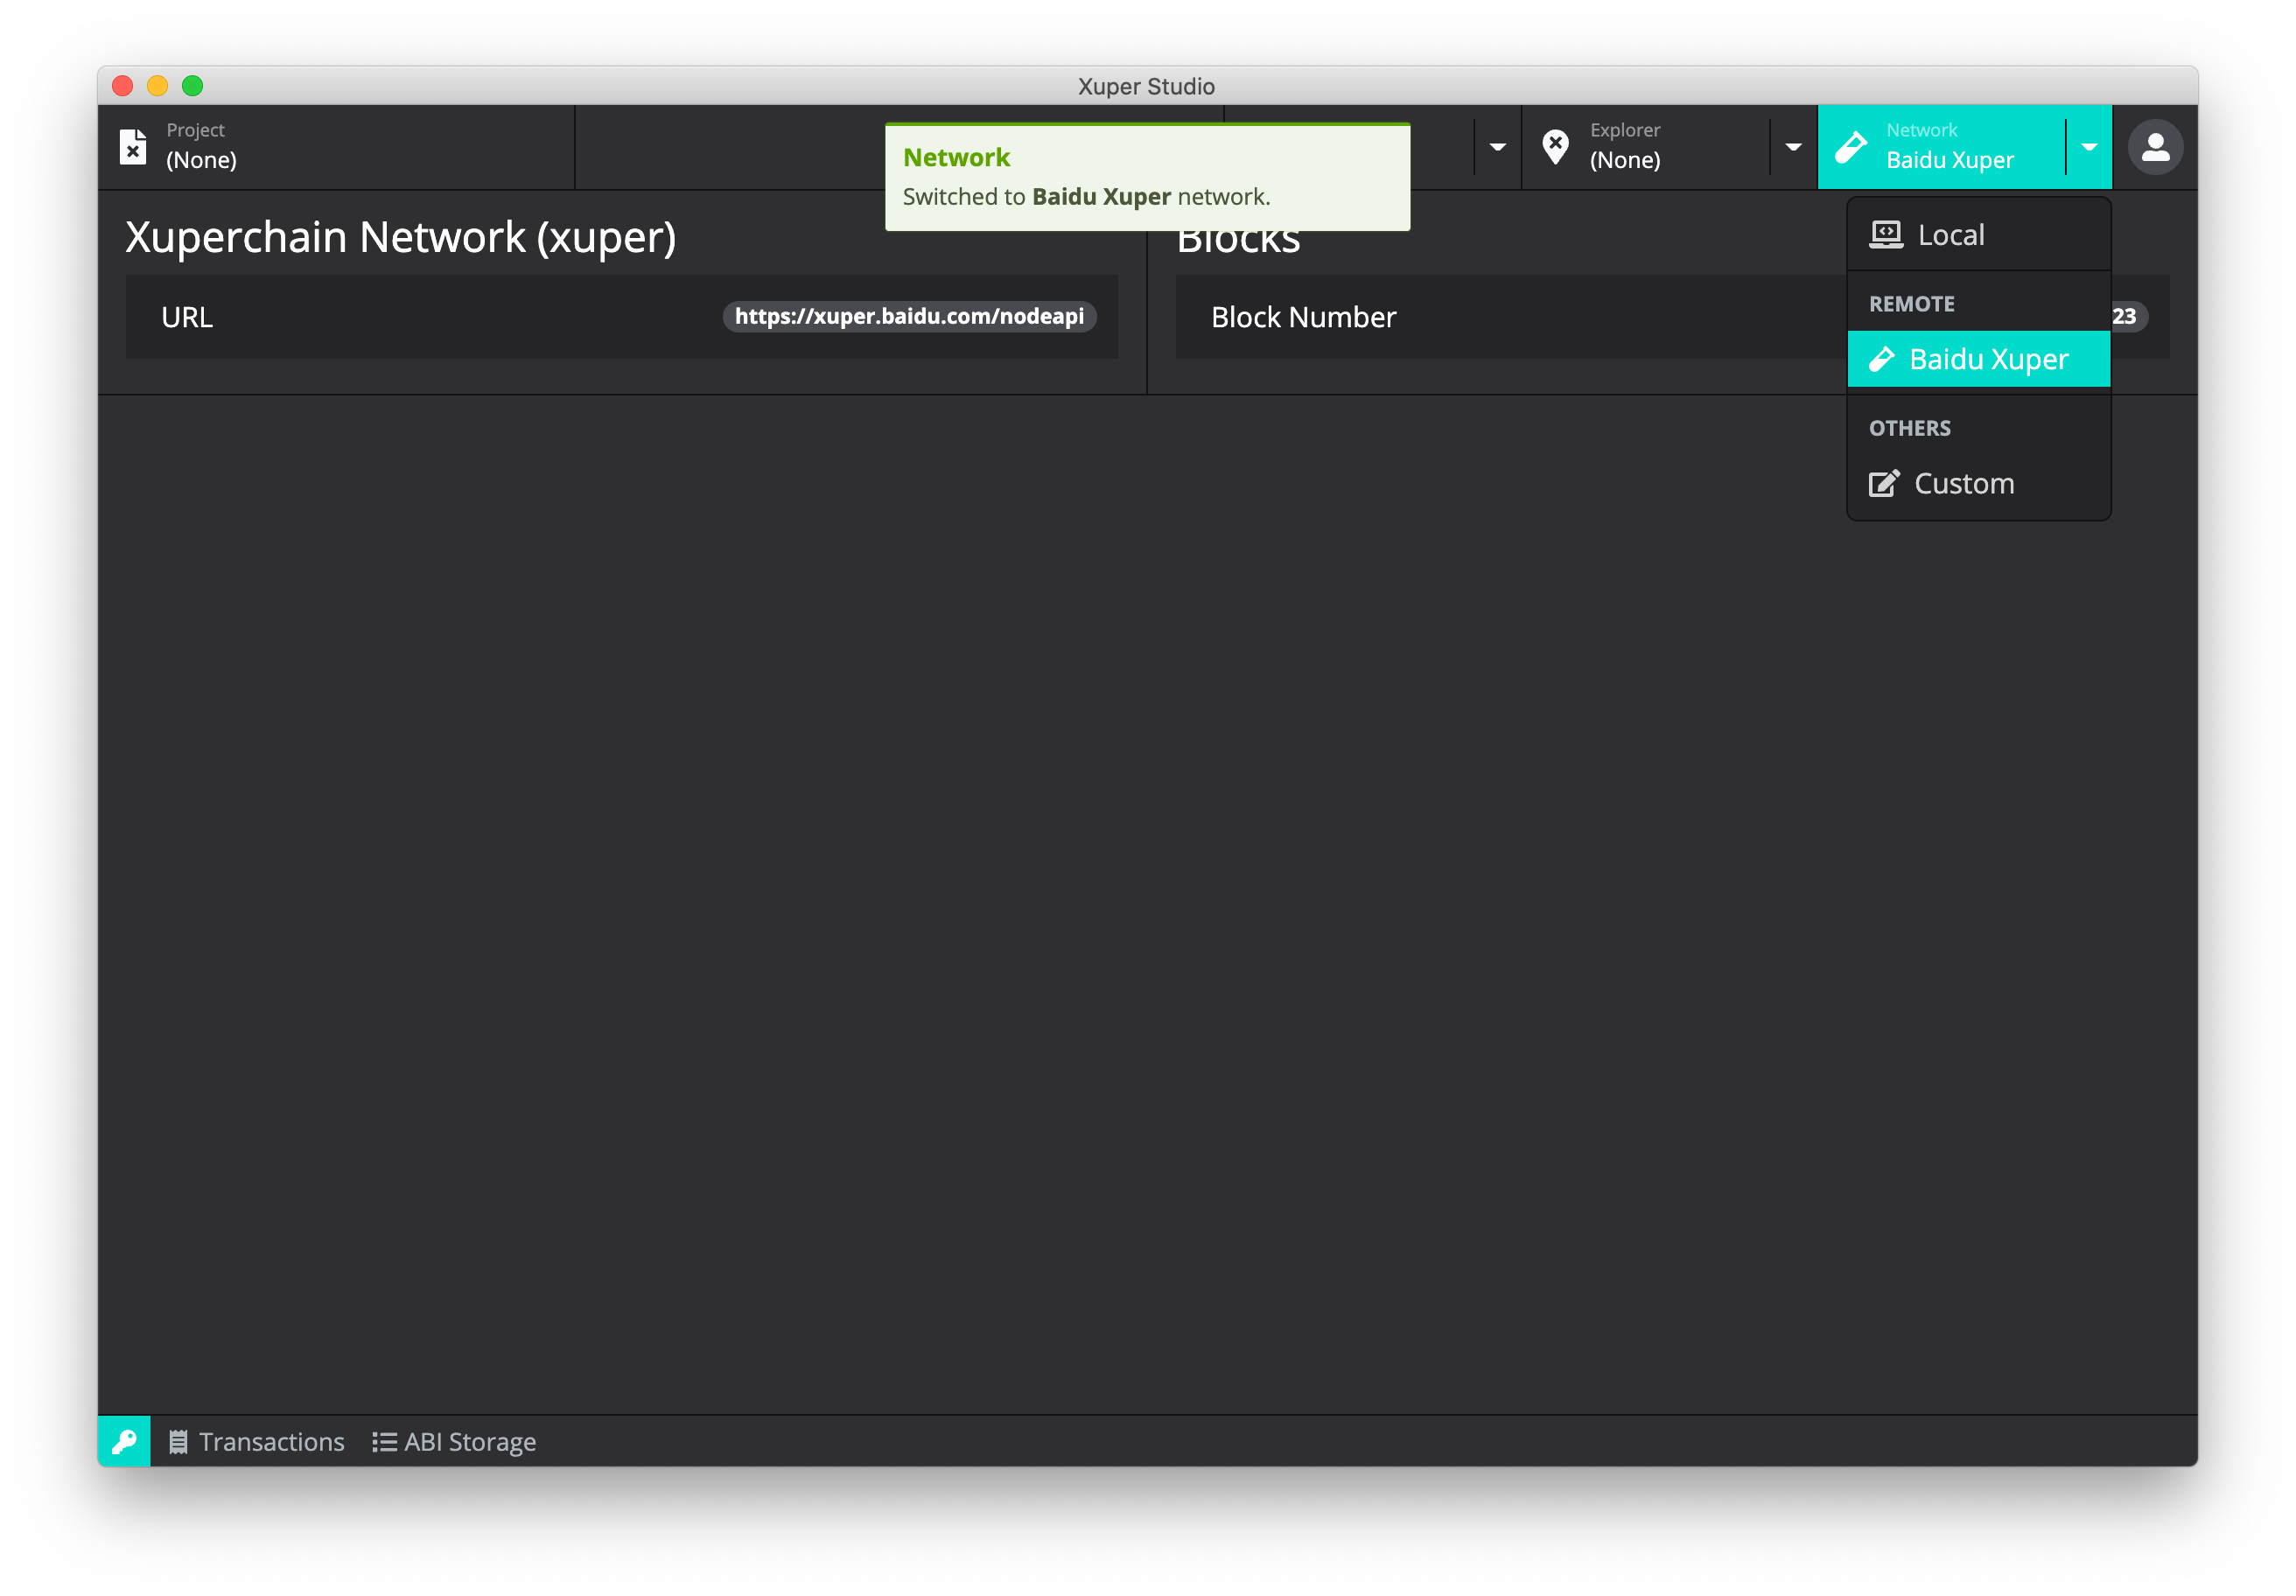 Xuper Studio
Project
(None)
Explorer
(None)
Network
Baidu Xuper
Network
Switched to Baidu Xuper network.
Xuperchain Network (xuper)
Blocks
URL
https://xuper.baidu.com/nodeapi
Block Number
23
Local
REMOTE
Baidu Xuper
OTHERS
Custom
Transactions
ABI Storage